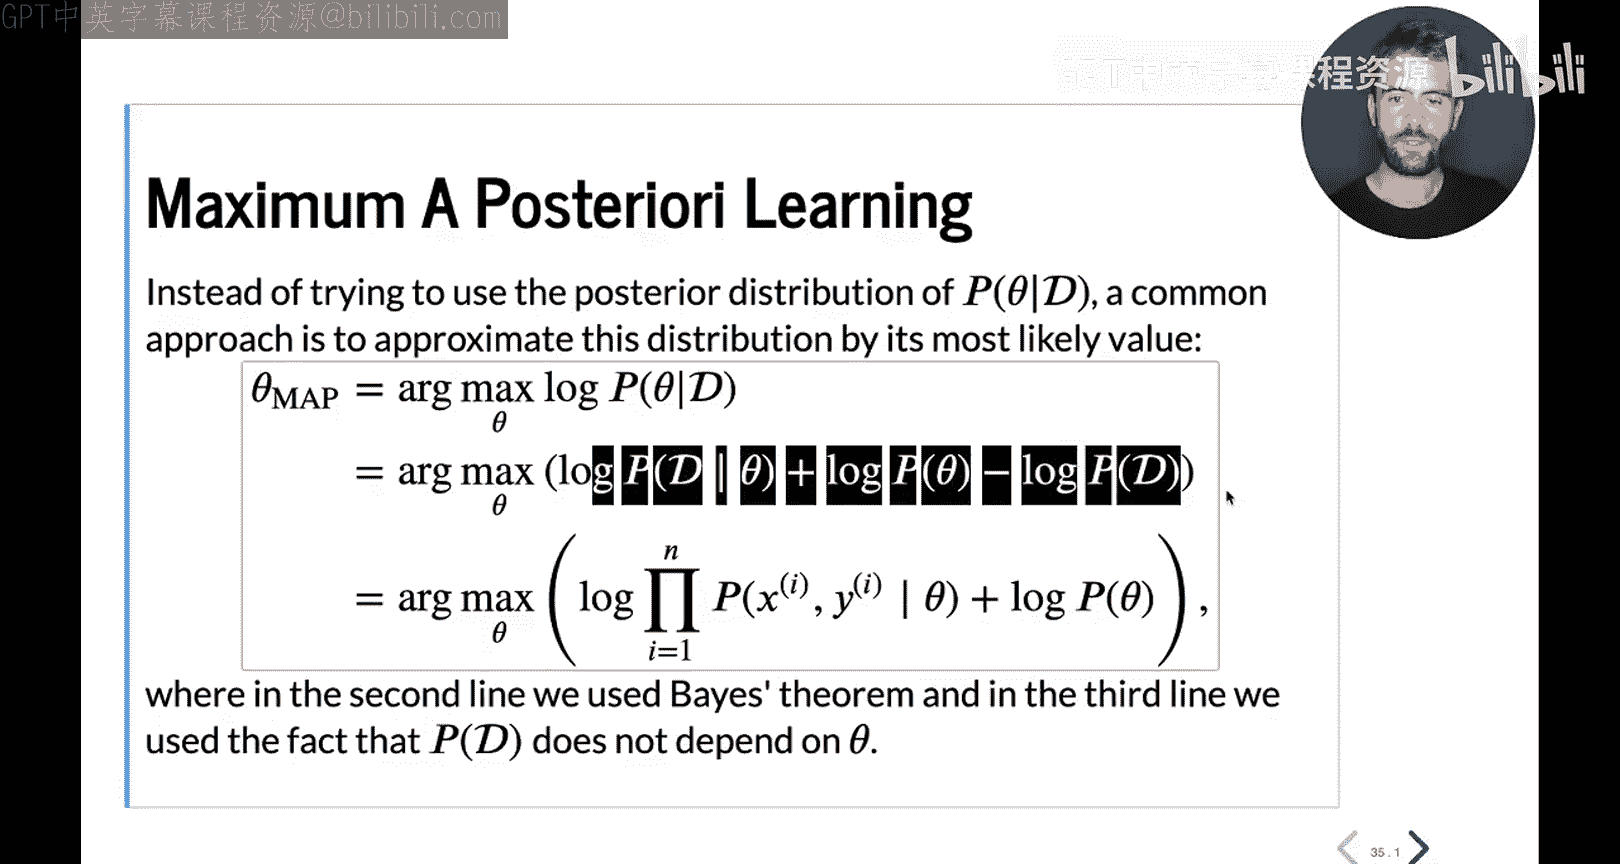 GPT中英字幕课程资源@bilibili.com
程资源 bilibili
Maximum A Posteriori Learning
Instead of trying to use the posterior distribution of P(θ|𝒟), a common
approach is to approximate this distribution by its most likely value:
θ_MAP = arg max_θ log P(θ|𝒟)
= arg max_θ (log P(𝒟 | θ) + log P(θ) − log P(𝒟))
= arg max_θ ( log ∏_{i=1}^{n} P(x^{(i)}, y^{(i)} | θ) + log P(θ) ) ,
where in the second line we used Bayes' theorem and in the third line we
used the fact that P(𝒟) does not depend on θ.
35 . 1